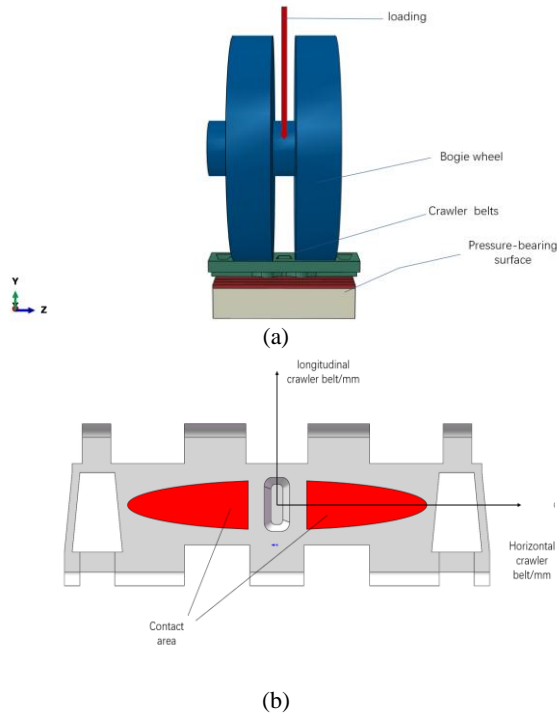 loading
Bogie wheel
Crawler belts
Pressure-bearing
surface
Y
Z
(a)
longitudinal
crawler belt/mm
Horizontal
crawler
belt/mm
Contact
area
(b)